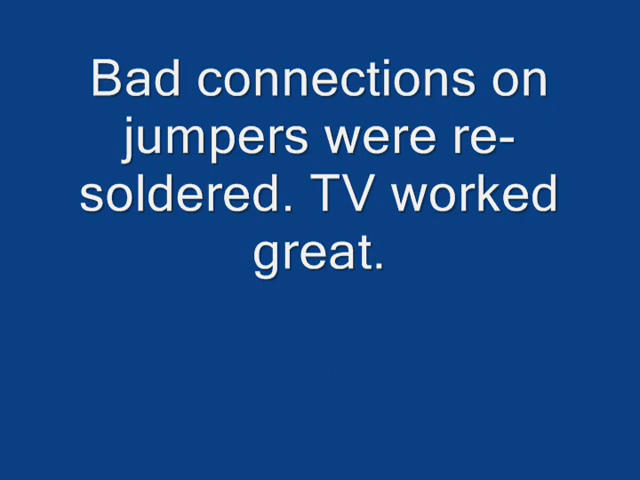 Bad connections on
jumpers were re-
soldered. TV worked
great.